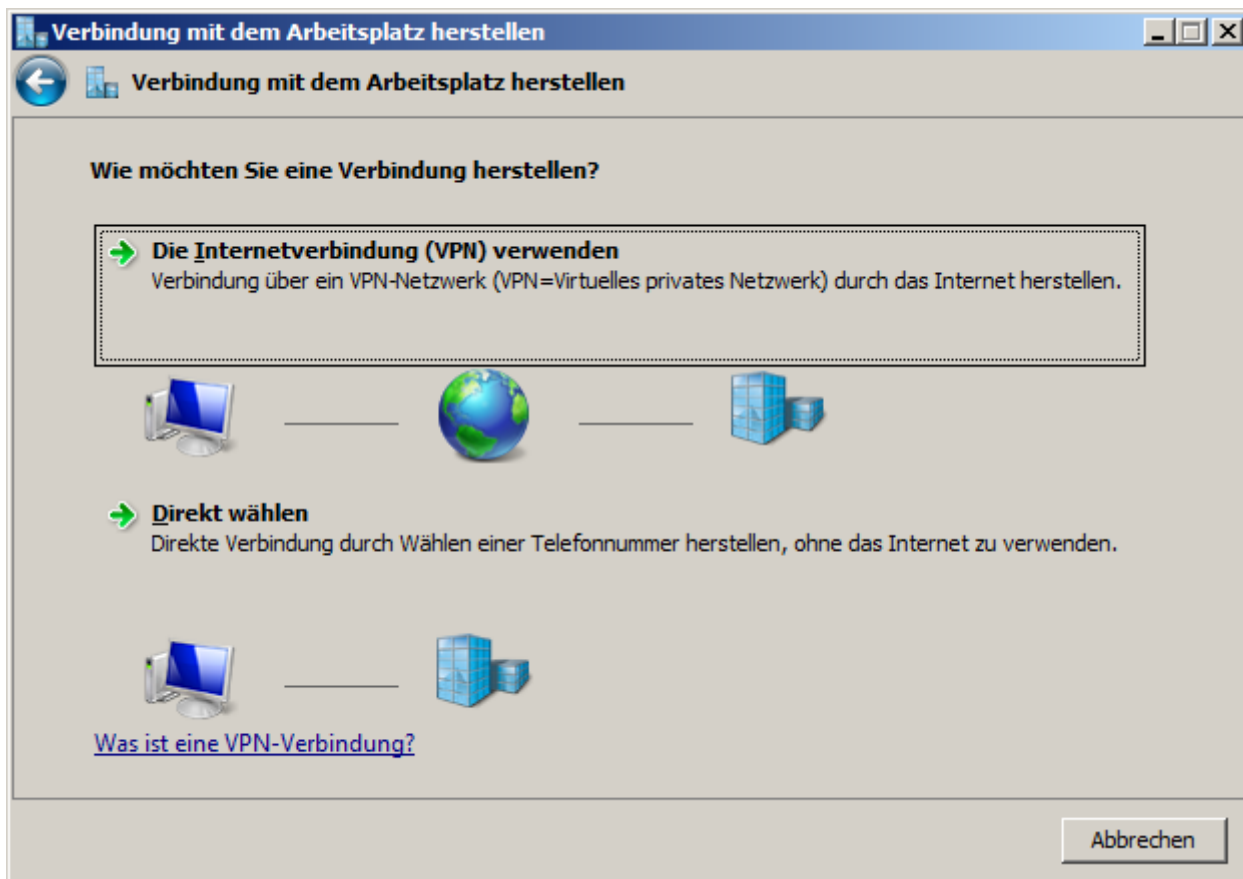 Verbindung mit dem Arbeitsplatz herstellen
Verbindung mit dem Arbeitsplatz herstellen
Wie möchten Sie eine Verbindung herstellen?
Die Internetverbindung (VPN) verwenden
Verbindung über ein VPN-Netzwerk (VPN=Virtuelles privates Netzwerk) durch das Internet herstellen.
Direkt wählen
Direkte Verbindung durch Wählen einer Telefonnummer herstellen, ohne das Internet zu verwenden.
Was ist eine VPN-Verbindung?
Abbrechen